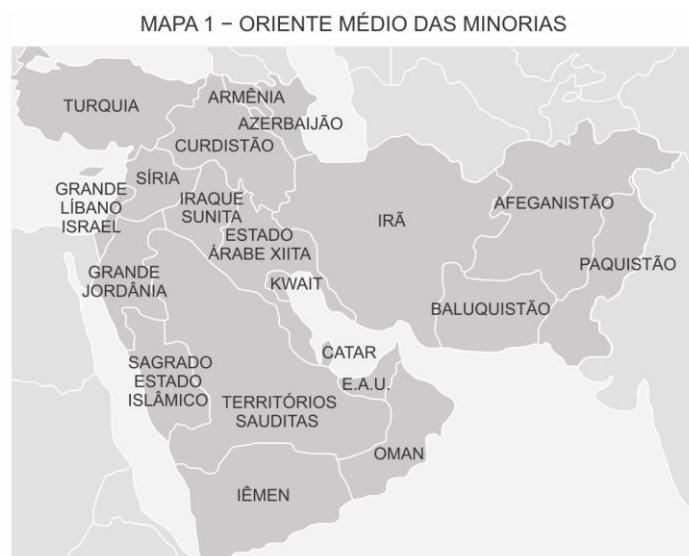 MAPA 1 – ORIENTE MÉDIO DAS MINORIAS
TURQUIA
ARMÊNIA
AZERBAIJÃO
CURDISTÃO
SÍRIA
GRANDE
LÍBANO
ISRAEL
IRAQUE
SUNITA
ESTADO
ÁRABE XIITA
IRÃ
AFEGANISTÃO
PAQUISTÃO
GRANDE
JORDÂNIA
KWAIT
BALUQUISTÃO
CATAR
SAGRADO
ESTADO
ISLÂMICO
E.A.U.
TERRITÓRIOS
SAUDITAS
OMAN
IÊMEN